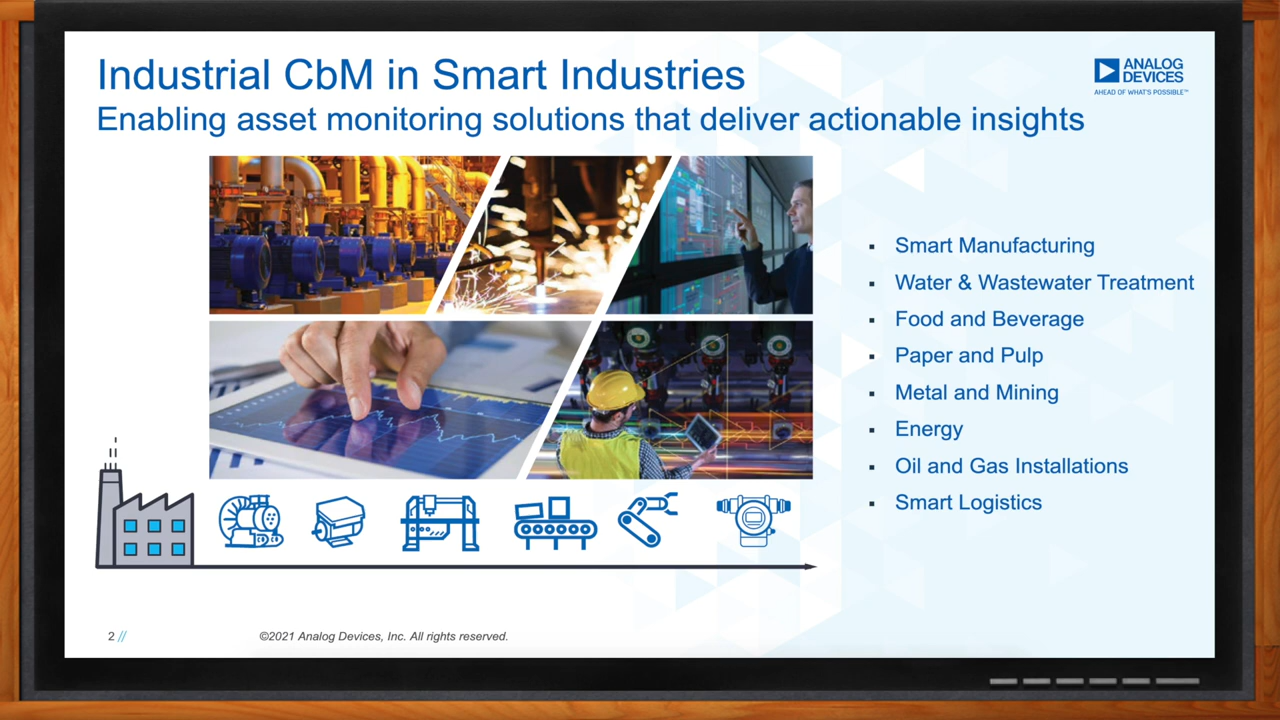 Industrial CbM in Smart Industries
Enabling asset monitoring solutions that deliver actionable insights
ANALOG
DEVICES
AHEAD OF WHAT'S POSSIBLE™
▪ Smart Manufacturing
▪ Water & Wastewater Treatment
▪ Food and Beverage
▪ Paper and Pulp
▪ Metal and Mining
▪ Energy
▪ Oil and Gas Installations
▪ Smart Logistics
2 //
©2021 Analog Devices, Inc. All rights reserved.